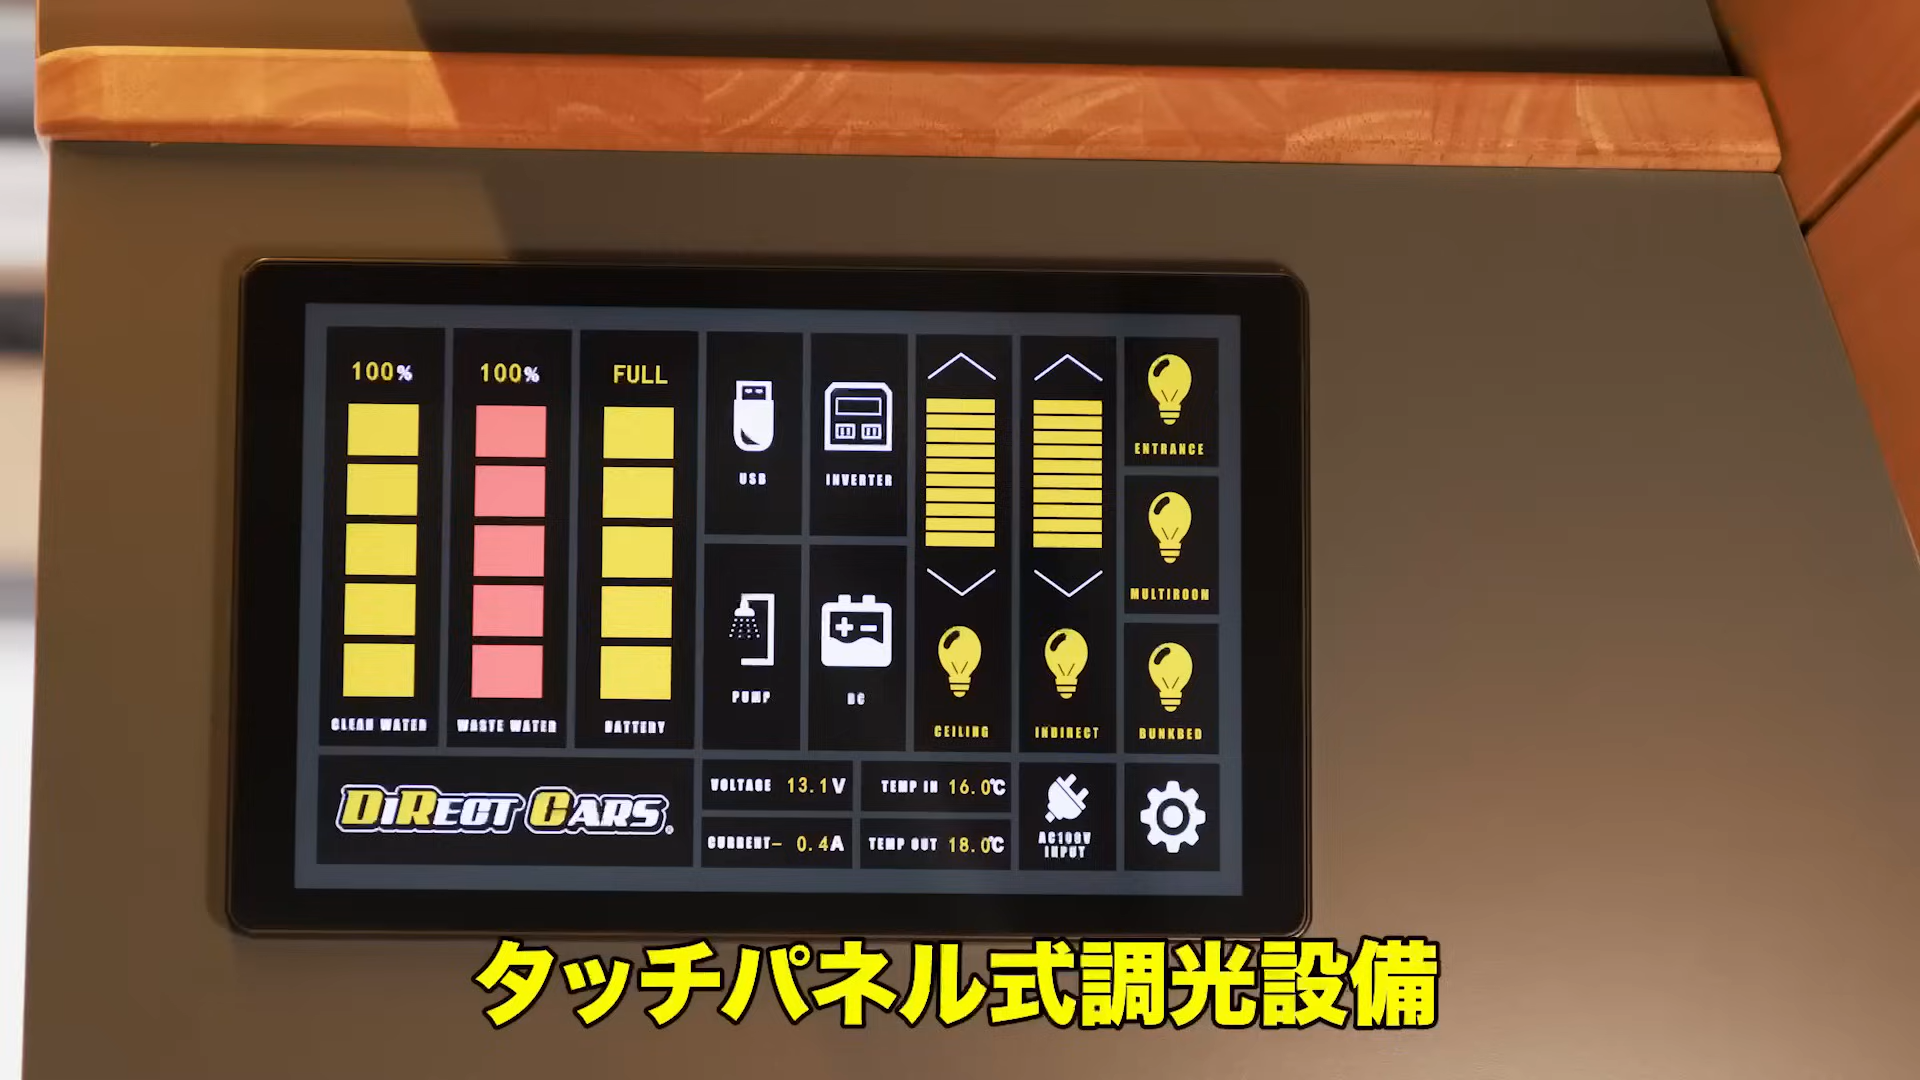 100%
100%
FULL
CLEAN WATER
WASTE WATER
BATTERY
USB
INVERTER
PUMP
DC
CEILING
INDIRECT
ENTRANCE
MULTIROOM
BUNKBED
DiRECT CARS®
VOLTAGE 13.1V
TEMP IN 16.0℃
CURRENT- 0.4A
TEMP OUT 18.0℃
AC100V
INPUT
タッチパネル式調光設備